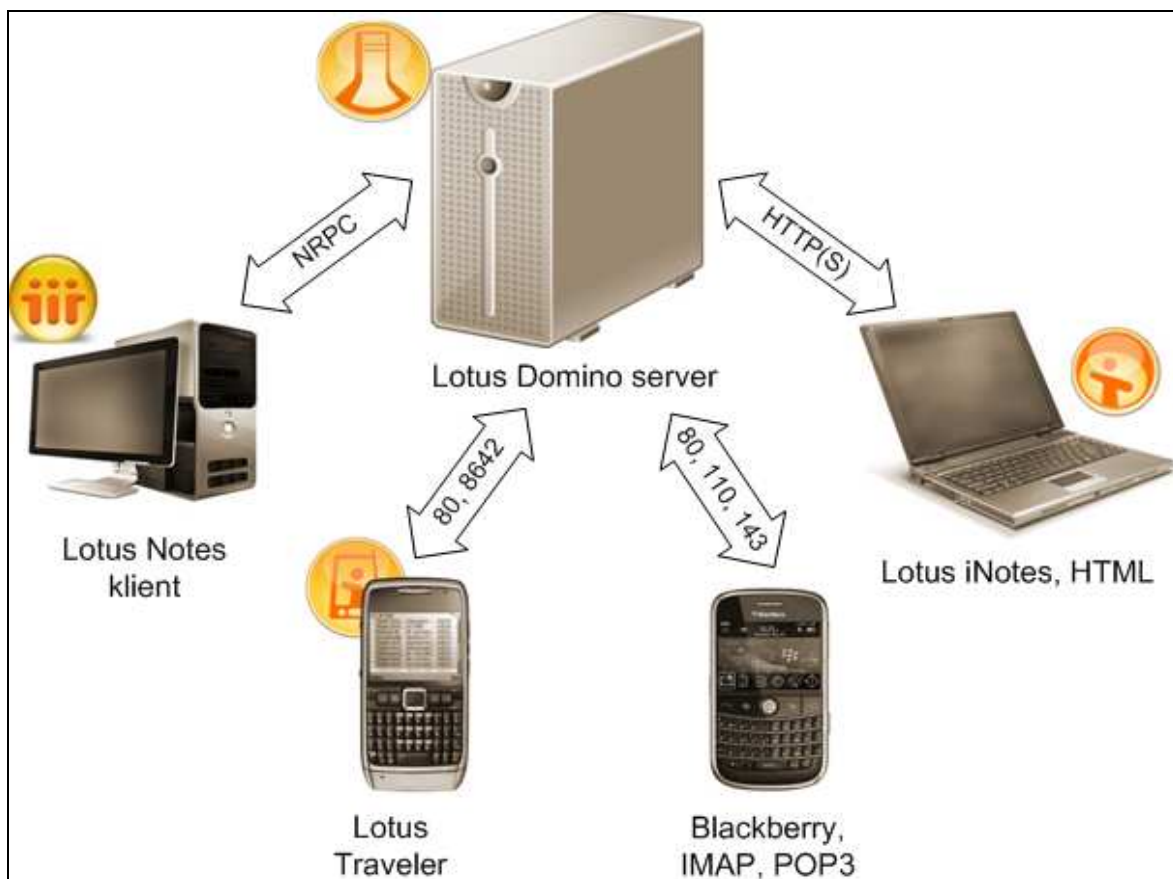 NRPC
HTTP(S)
Lotus Domino server
80, 8642
80, 110, 143
Lotus Notes
klient
Lotus iNotes, HTML
Lotus
Traveler
Blackberry,
IMAP, POP3